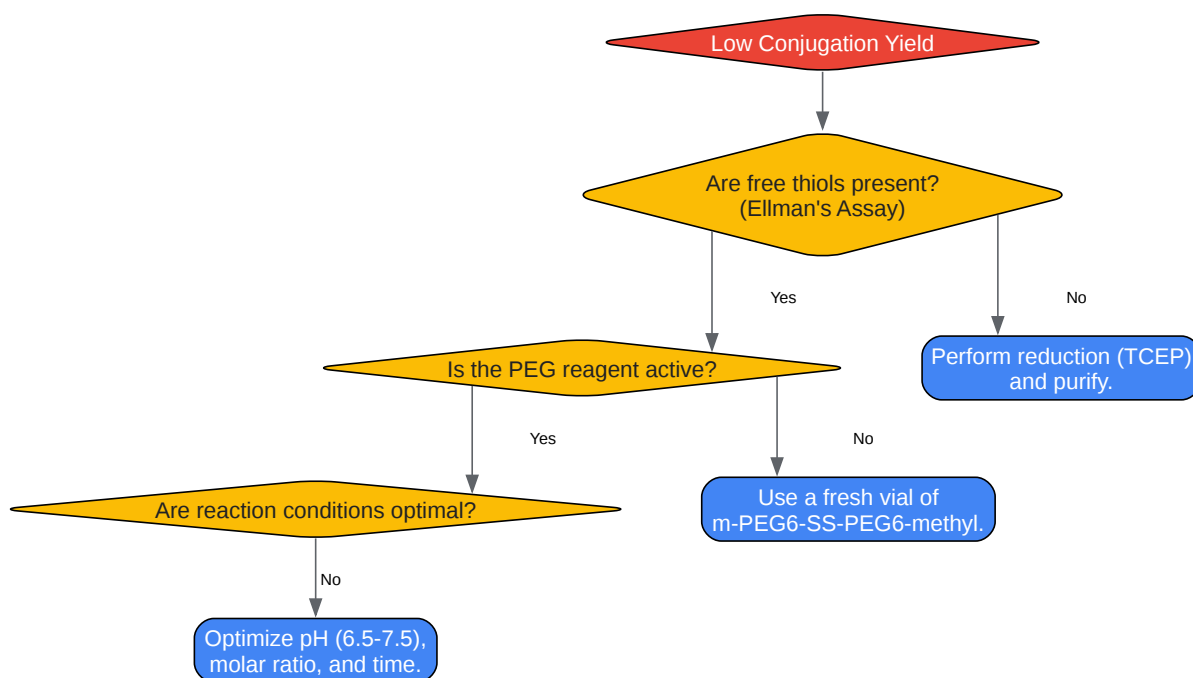 Low Conjugation Yield
Are free thiols present?
(Ellman's Assay)
Yes
No
Perform reduction (TCEP)
and purify.
Is the PEG reagent active?
Yes
No
Use a fresh vial of
m-PEG6-SS-PEG6-methyl.
Are reaction conditions optimal?
No
Optimize pH (6.5-7.5),
molar ratio, and time.